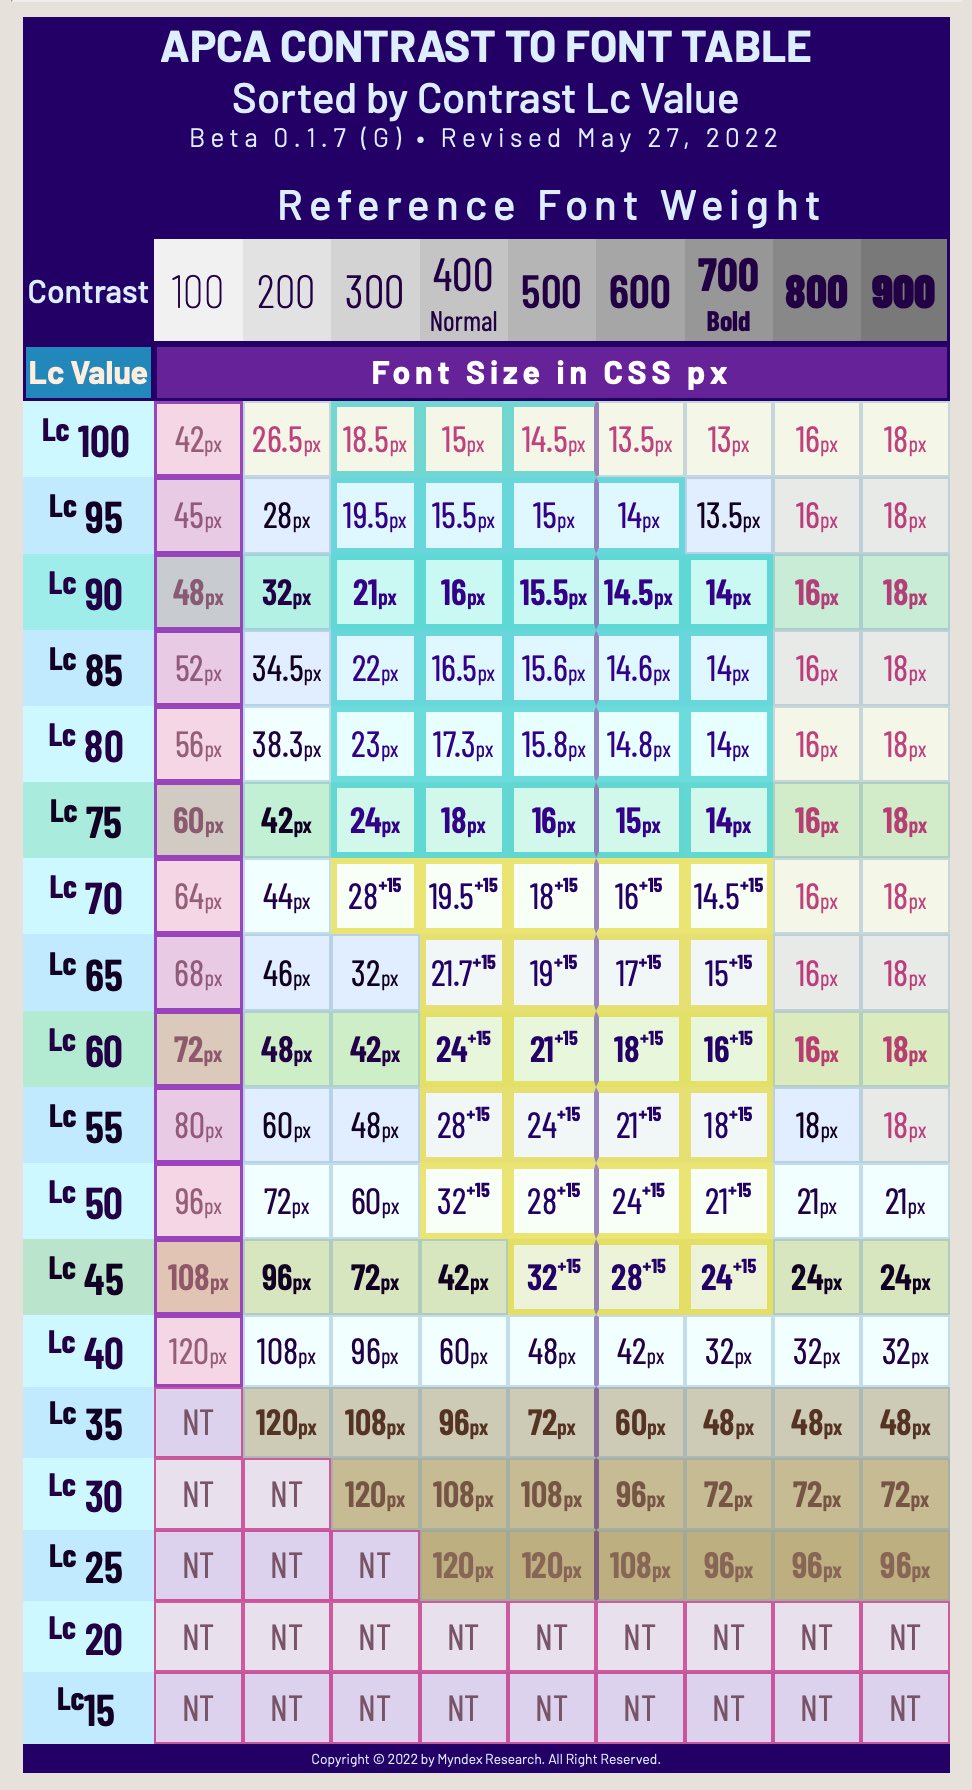 APCA CONTRAST TO FONT TABLE
Sorted by Contrast Lc Value
Beta 0.1.7 (G) • Revised May 27, 2022
Reference Font Weight
Contrast 100 200 300 400 Normal 500 600 700 Bold 800 900
Lc Value Font Size in CSS px
Lc 100 42px 26.5px 18.5px 15px 14.5px 13.5px 13px 16px 18px
Lc 95 45px 28px 19.5px 15.5px 15px 14px 13.5px 16px 18px
Lc 90 48px 32px 21px 16px 15.5px 14.5px 14px 16px 18px
Lc 85 52px 34.5px 22px 16.5px 15.6px 14.6px 14px 16px 18px
Lc 80 56px 38.3px 23px 17.3px 15.8px 14.8px 14px 16px 18px
Lc 75 60px 42px 24px 18px 16px 15px 14px 16px 18px
Lc 70 64px 44px 28+15 19.5+15 18+15 16+15 14.5+15 16px 18px
Lc 65 68px 46px 32px 21.7+15 19+15 17+15 15+15 16px 18px
Lc 60 72px 48px 42px 24+15 21+15 18+15 16+15 16px 18px
Lc 55 80px 60px 48px 28+15 24+15 21+15 18+15 18px 18px
Lc 50 96px 72px 60px 32+15 28+15 24+15 21+15 21px 21px
Lc 45 108px 96px 72px 42px 32+15 28+15 24+15 24px 24px
Lc 40 120px 108px 96px 60px 48px 42px 32px 32px 32px
Lc 35 NT 120px 108px 96px 72px 60px 48px 48px 48px
Lc 30 NT NT 120px 108px 108px 96px 72px 72px 72px
Lc 25 NT NT NT 120px 120px 108px 96px 96px 96px
Lc 20 NT NT NT NT NT NT NT NT NT
Lc15 NT NT NT NT NT NT NT NT NT
Copyright © 2022 by Myndex Research. All Right Reserved.